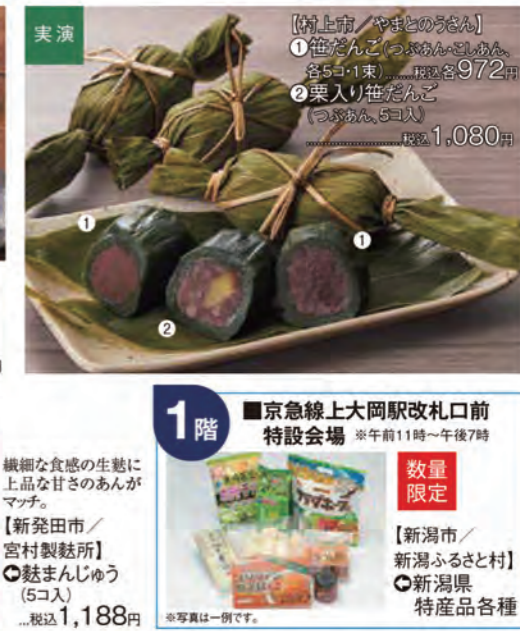 実演
【村上市／やまとのうさん】
❶笹だんご(つぶあん・こしあん、
各5コ・1束)........税込各972円
❷栗入り笹だんご
(つぶあん、5コ入)
........................税込1,080円
①
①
②
繊細な食感の生麩に
上品な甘さのあんが
マッチ。
【新発田市／
宮村製麩所】
麩まんじゅう
(5コ入)
...税込1,188円
1階
■京急線上大岡駅改札口前
特設会場 ※午前11時〜午後7時
数量
限定
【新潟市／
新潟ふるさと村】
新潟県
特産品各種
※写真は一例です。